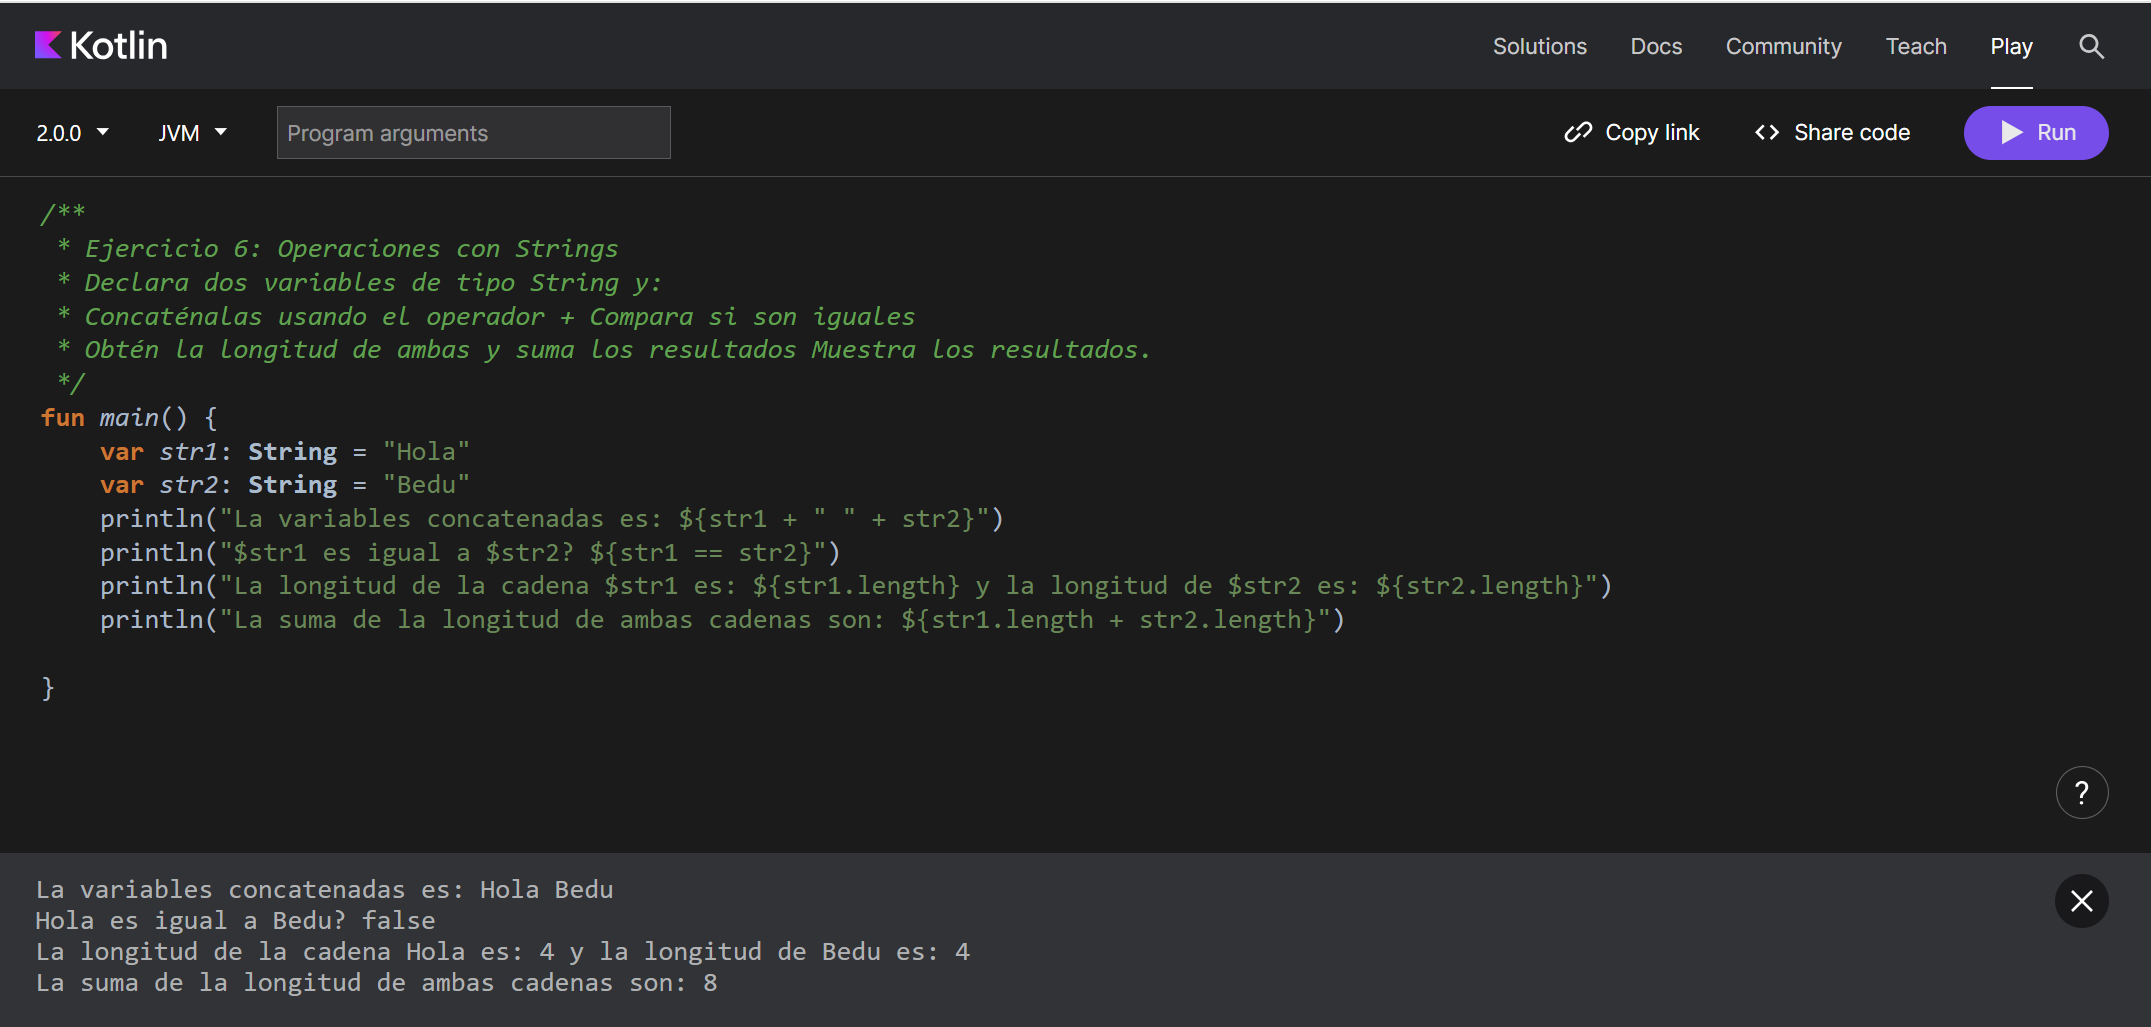 Kotlin Solutions Docs Community Teach Play
2.0.0 JVM Program arguments Copy link <> Share code Run
/**
 * Ejercicio 6: Operaciones con Strings
 * Declara dos variables de tipo String y:
 * Concaténalas usando el operador + Compara si son iguales
 * Obtén la longitud de ambas y suma los resultados Muestra los resultados.
 */
fun main() {
    var str1: String = "Hola"
    var str2: String = "Bedu"
    println("La variables concatenadas es: ${str1 + " " + str2}")
    println("$str1 es igual a $str2? ${str1 == str2}")
    println("La longitud de la cadena $str1 es: ${str1.length} y la longitud de $str2 es: ${str2.length}")
    println("La suma de la longitud de ambas cadenas son: ${str1.length + str2.length}")
}
?
La variables concatenadas es: Hola Bedu
Hola es igual a Bedu? false
La longitud de la cadena Hola es: 4 y la longitud de Bedu es: 4
La suma de la longitud de ambas cadenas son: 8